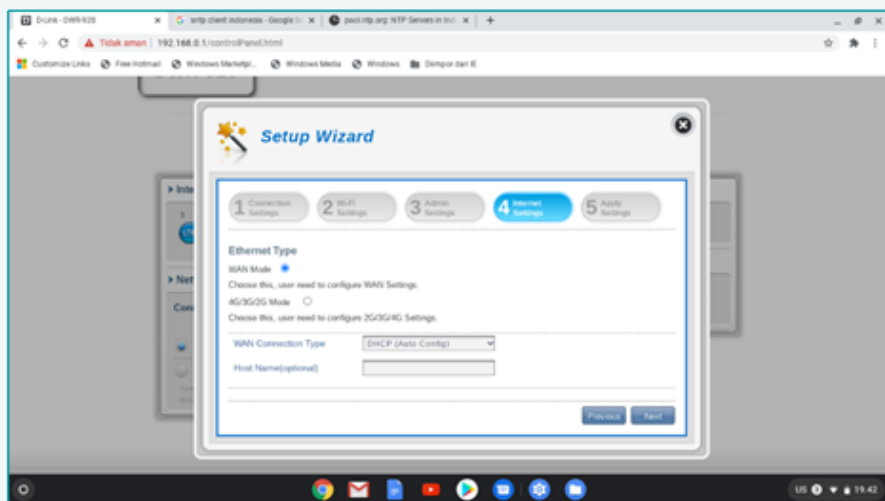 D-Link - DWR-920
sntp client indonesia - Google Se
pool.ntp.org: NTP Servers in Ind
Tidak aman
192.168.0.1/controlPanel.html
Customize Links
Free Hotmail
Windows Marketpl...
Windows Media
Windows
Diimpor dari IE
Setup Wizard
1 Connection Settings
2 Wi-Fi Settings
3 Admin Settings
4 Internet Settings
5 Apply Settings
Inte
Net
Con
Ethernet Type
WAN Mode
Choose this, user need to configure WAN Settings.
4G/3G/2G Mode
Choose this, user need to configure 2G/3G/4G Settings.
WAN Connection Type
DHCP (Auto Config)
Host Name(optional)
Previous
Next
US
19.42